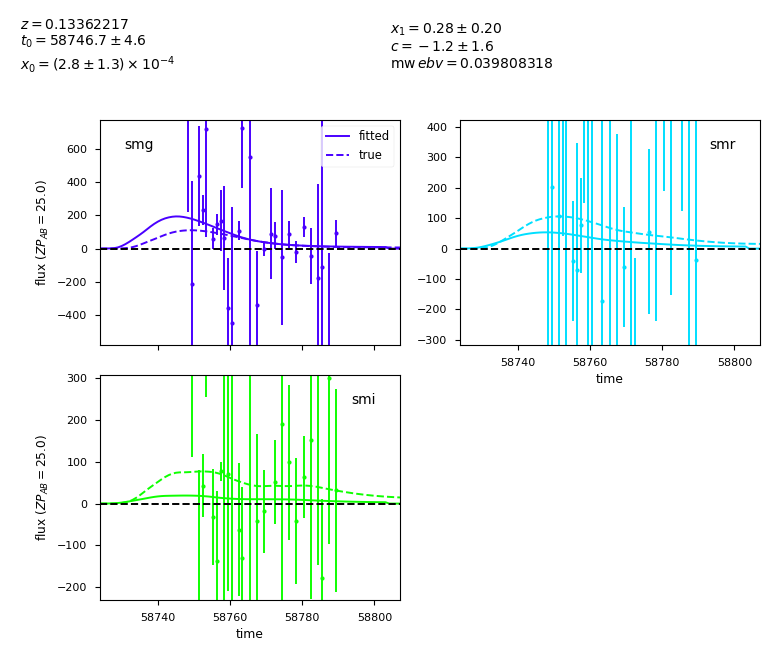 z = 0.13362217
t₀ = 58746.7 ± 4.6
x₀ = (2.8 ± 1.3) × 10⁻⁴
x₁ = 0.28 ± 0.20
c = −1.2 ± 1.6
mw ebv = 0.039808318
smg
fitted
true
600
400
200
0
−200
−400
flux (ZP_AB = 25.0)
smr
400
300
200
100
0
−100
−200
−300
58740 58760 58780 58800
time
smi
300
200
100
0
−100
−200
flux (ZP_AB = 25.0)
58740 58760 58780 58800
time